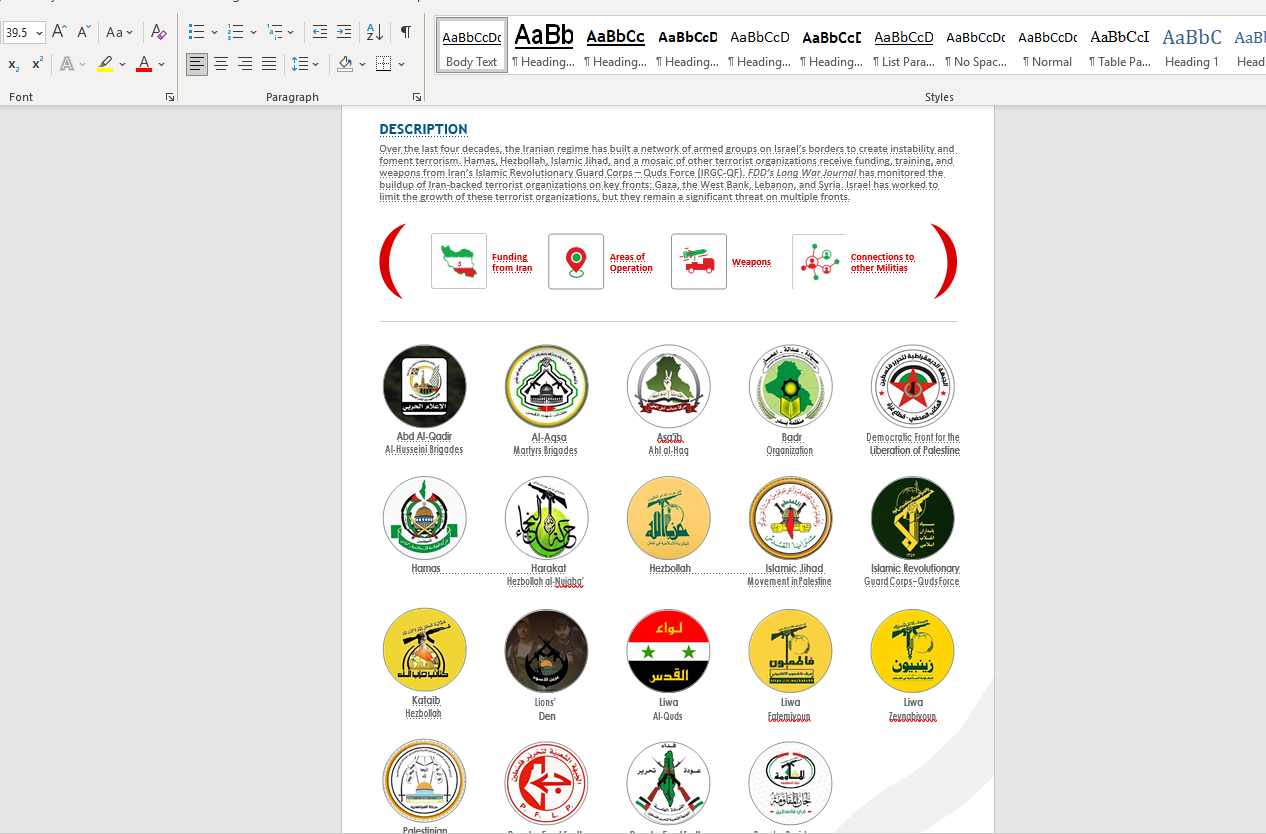 39.5
Aa
Font
Paragraph
AaBbCcDc
AaBb
AaBbCc
AaBbCcD
AaBbCcD
AaBbCcI
AaBbCcD
AaBbCcDc
AaBbCcDc
AaBbCcI
AaBbC
AaBb
Body Text
¶ Heading...
¶ Heading...
¶ Heading...
¶ Heading...
¶ Heading...
¶ List Para...
¶ No Spac...
¶ Normal
¶ Table Pa...
Heading 1
Head
Styles
DESCRIPTION
Over the last four decades, the Iranian regime has built a network of armed groups on Israel's borders to create instability and
foment terrorism. Hamas, Hezbollah, Islamic Jihad, and a mosaic of other terrorist organizations receive funding, training, and
weapons from Iran's Islamic Revolutionary Guard Corps – Quds Force (IRGC-QF). FDD's Long War Journal has monitored the
buildup of Iran-backed terrorist organizations on key fronts: Gaza, the West Bank, Lebanon, and Syria. Israel has worked to
limit the growth of these terrorist organizations, but they remain a significant threat on multiple fronts.
Funding
from Iran
Areas of
Operation
Weapons
Connections to
other Militias
الإعلام الحربي
Abd Al-Qadir
Al-Husseini Brigades
Al-Aqsa
Martyrs Brigades
Asa'ib
Ahl al-Haq
Badr
Organization
Democratic Front for the
Liberation of Palestine
Hamas
Harakat
Hezbollah al-Nujaba'
Hezbollah
Islamic Jihad
Movement in Palestine
Islamic Revolutionary
Guard Corps – Quds Force
Kataib
Hezbollah
Lions'
Den
لواء
القدس
Liwa
Al-Quds
فاطميون
Liwa
Fatemiyoun
زينبيون
Liwa
Zeynabiyoun
Palestinian
P. F. L. P.